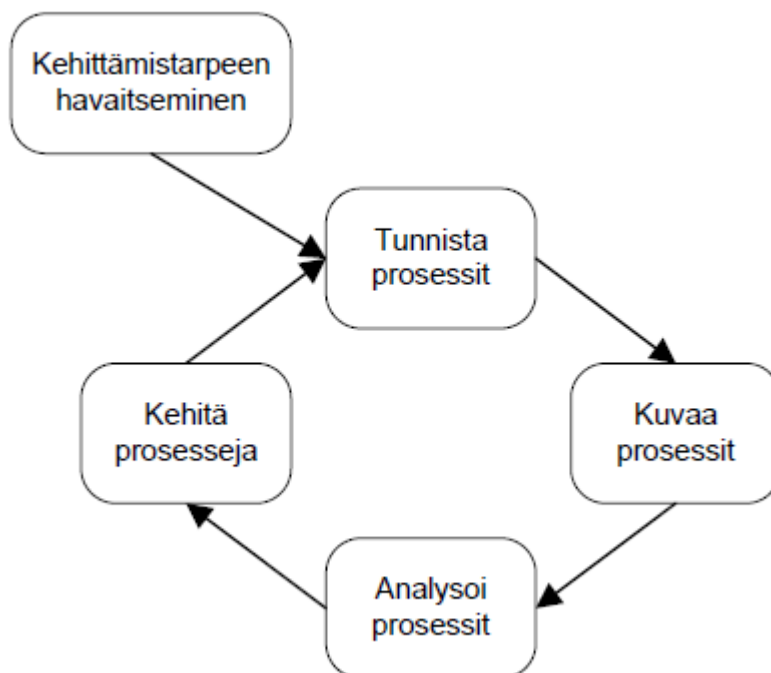 Kehittämistarpeen
havaitseminen
Tunnista
prosessit
Kehitä
prosesseja
Kuvaa
prosessit
Analysoi
prosessit